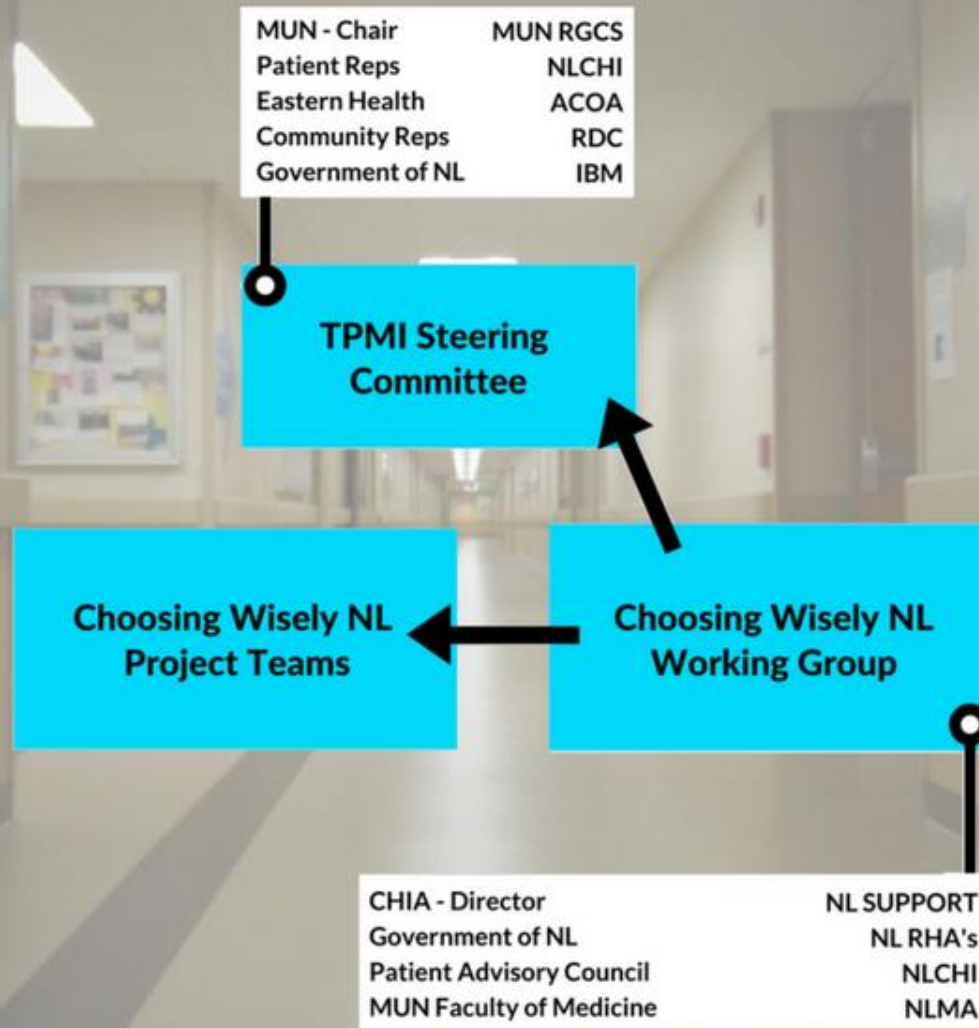 MUN - Chair MUN RGCS
Patient Reps NLCHI
Eastern Health ACOA
Community Reps RDC
Government of NL IBM
TPMI Steering
Committee
Choosing Wisely NL
Project Teams
Choosing Wisely NL
Working Group
CHIA - Director NL SUPPORT
Government of NL NL RHA's
Patient Advisory Council NLCHI
MUN Faculty of Medicine NLMA